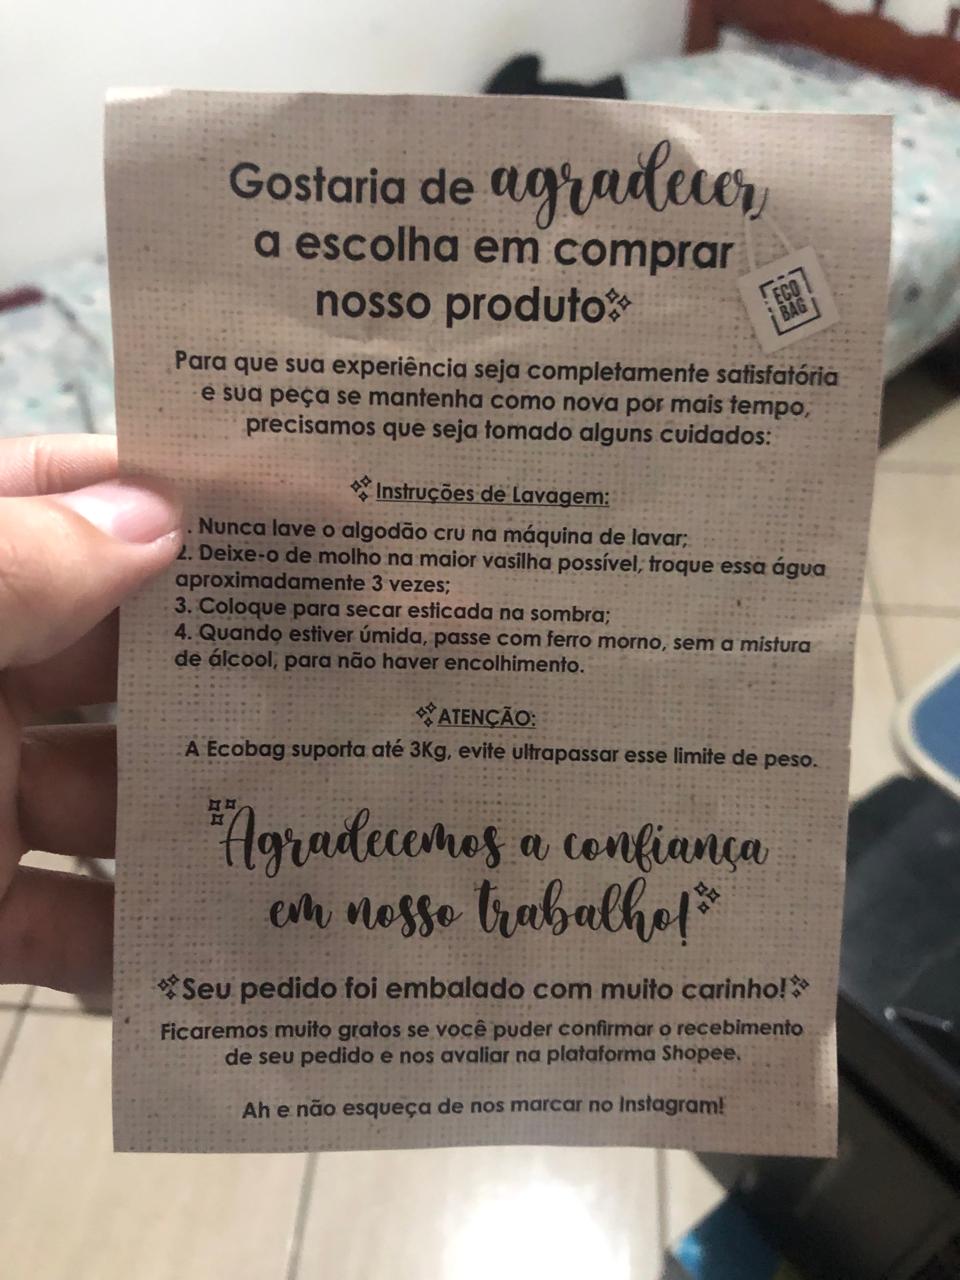 Gostaria de agradecer
a escolha em comprar
nosso produto
ECO
BAG
Para que sua experiência seja completamente satisfatória
e sua peça se mantenha como nova por mais tempo,
precisamos que seja tomado alguns cuidados:
Instruções de Lavagem:
. Nunca lave o algodão cru na máquina de lavar;
2. Deixe-o de molho na maior vasilha possível, troque essa água
aproximadamente 3 vezes;
3. Coloque para secar esticada na sombra;
4. Quando estiver úmida, passe com ferro morno, sem a mistura
de álcool, para não haver encolhimento.
ATENÇÃO:
A Ecobag suporta até 3Kg, evite ultrapassar esse limite de peso.
Agradecemos a confiança
em nosso trabalho!
Seu pedido foi embalado com muito carinho!
Ficaremos muito gratos se você puder confirmar o recebimento
de seu pedido e nos avaliar na plataforma Shopee.
Ah e não esqueça de nos marcar no Instagram!